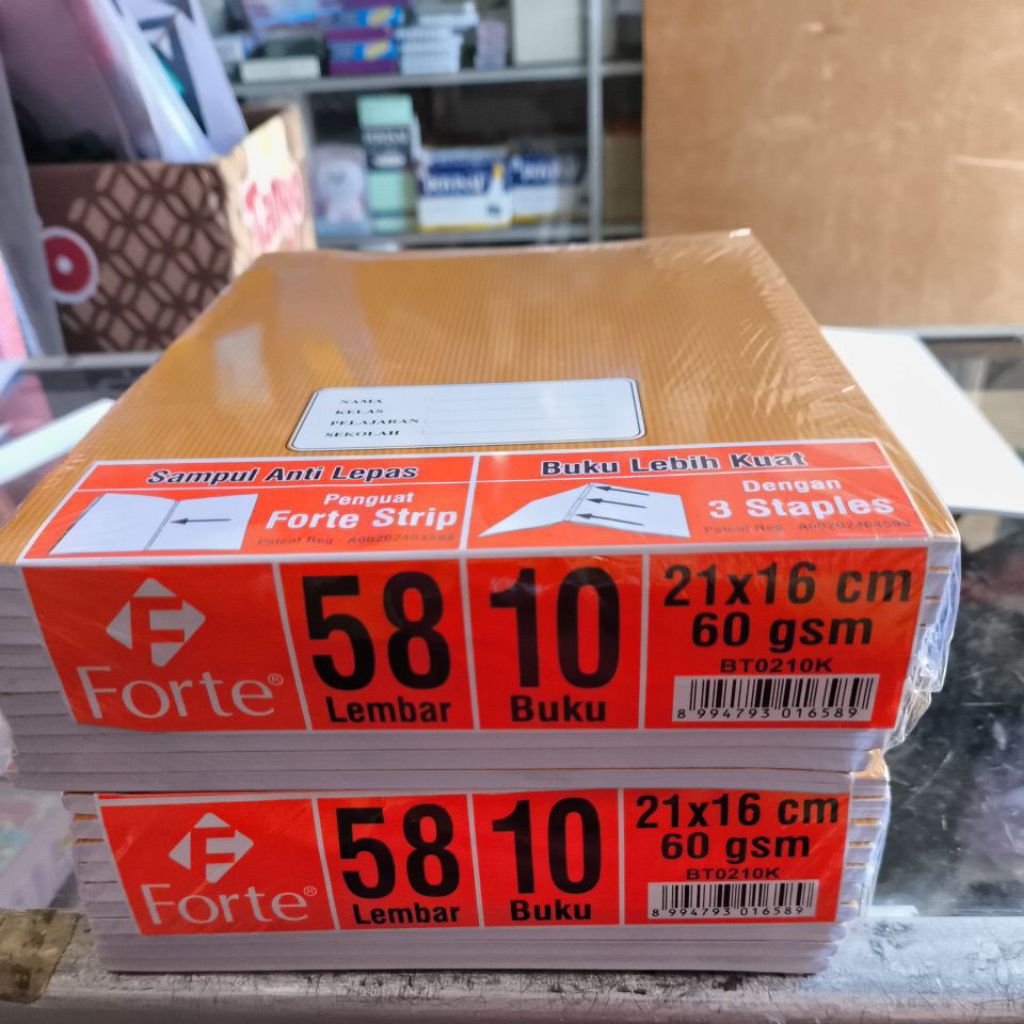 NAMA
KELAS
PELAJARAN :
SEKOLAH :
Sampul Anti Lepas
Penguat
Forte Strip
Buku Lebih Kuat
Dengan
3 Staples
Forte®
58
Lembar
10
Buku
21x16 cm
60 gsm
BT0210K
8 994793 016589
Forte®
58
Lembar
10
Buku
21x16 cm
60 gsm
BT0210K
8 994793 016589